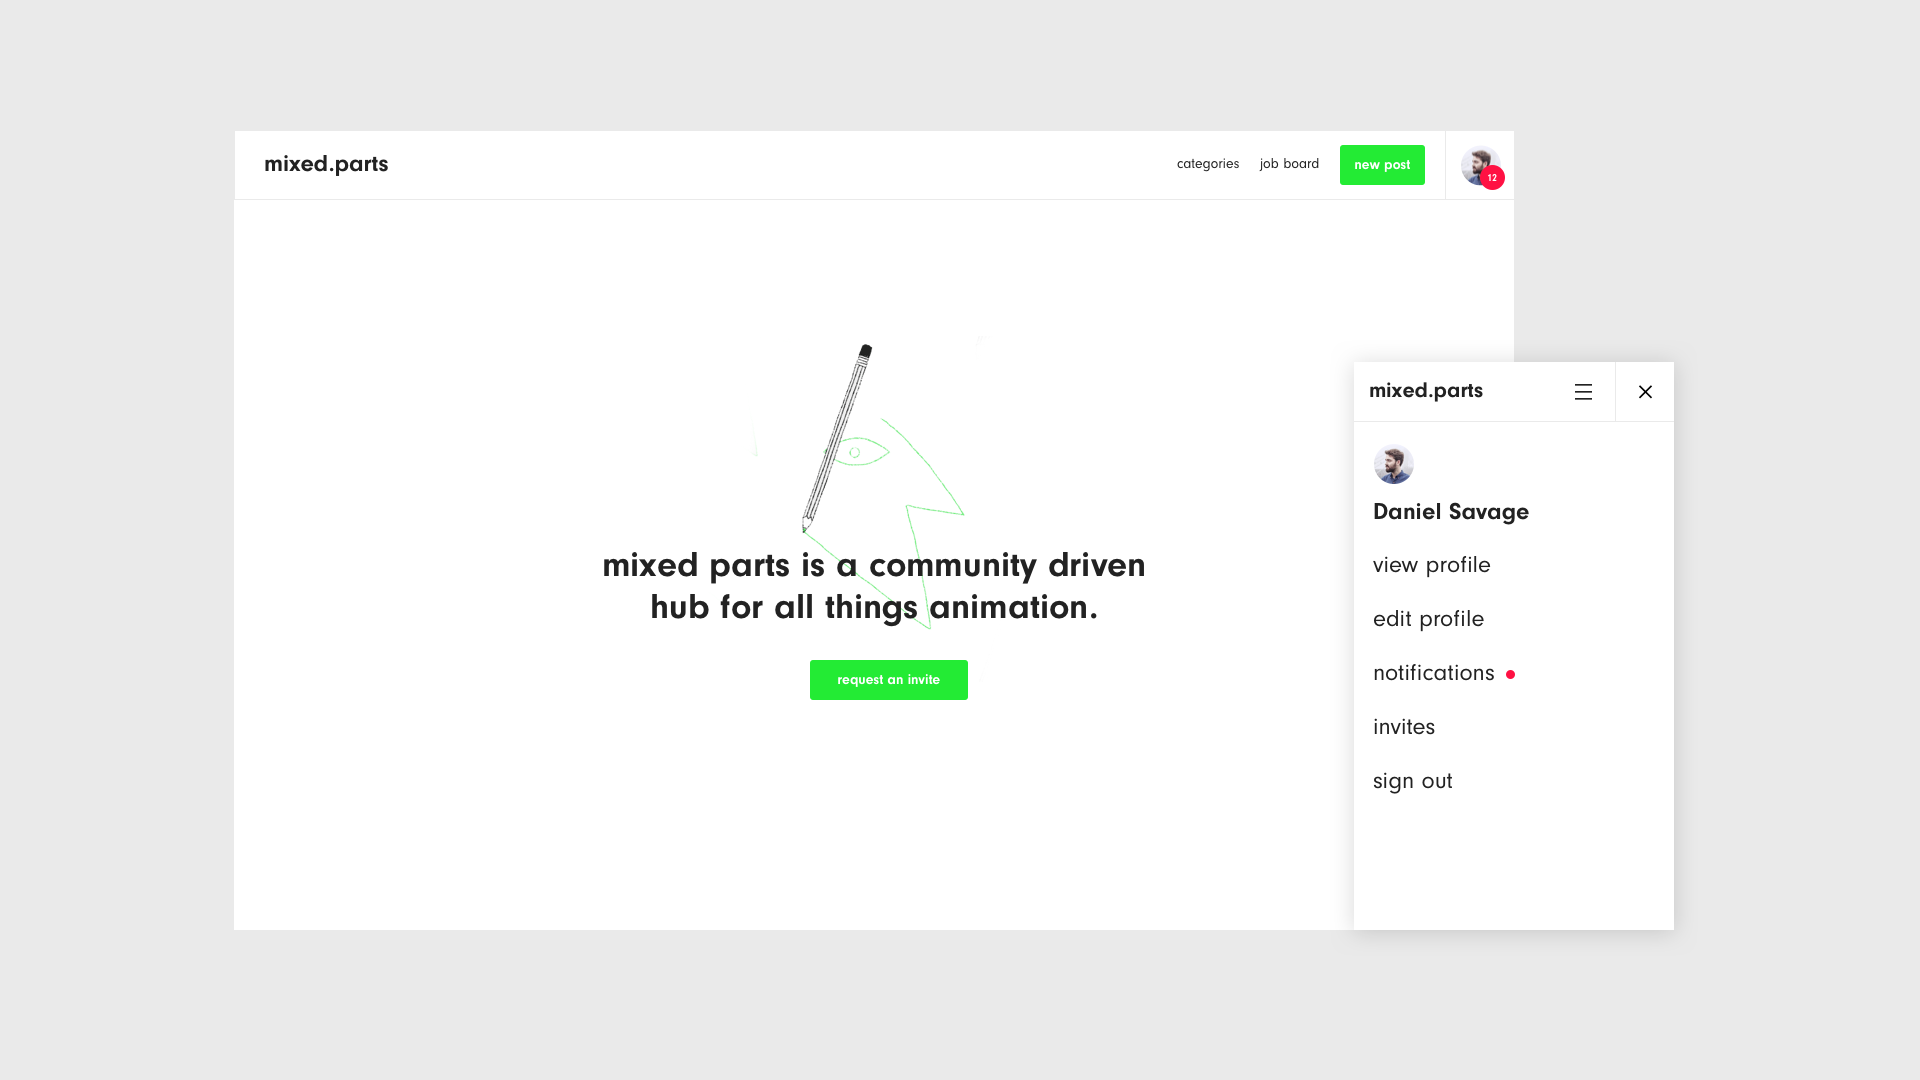 mixed.parts
categories
job board
new post
12
mixed parts is a community driven
hub for all things animation.
request an invite
mixed.parts
Daniel Savage
view profile
edit profile
notifications
invites
sign out